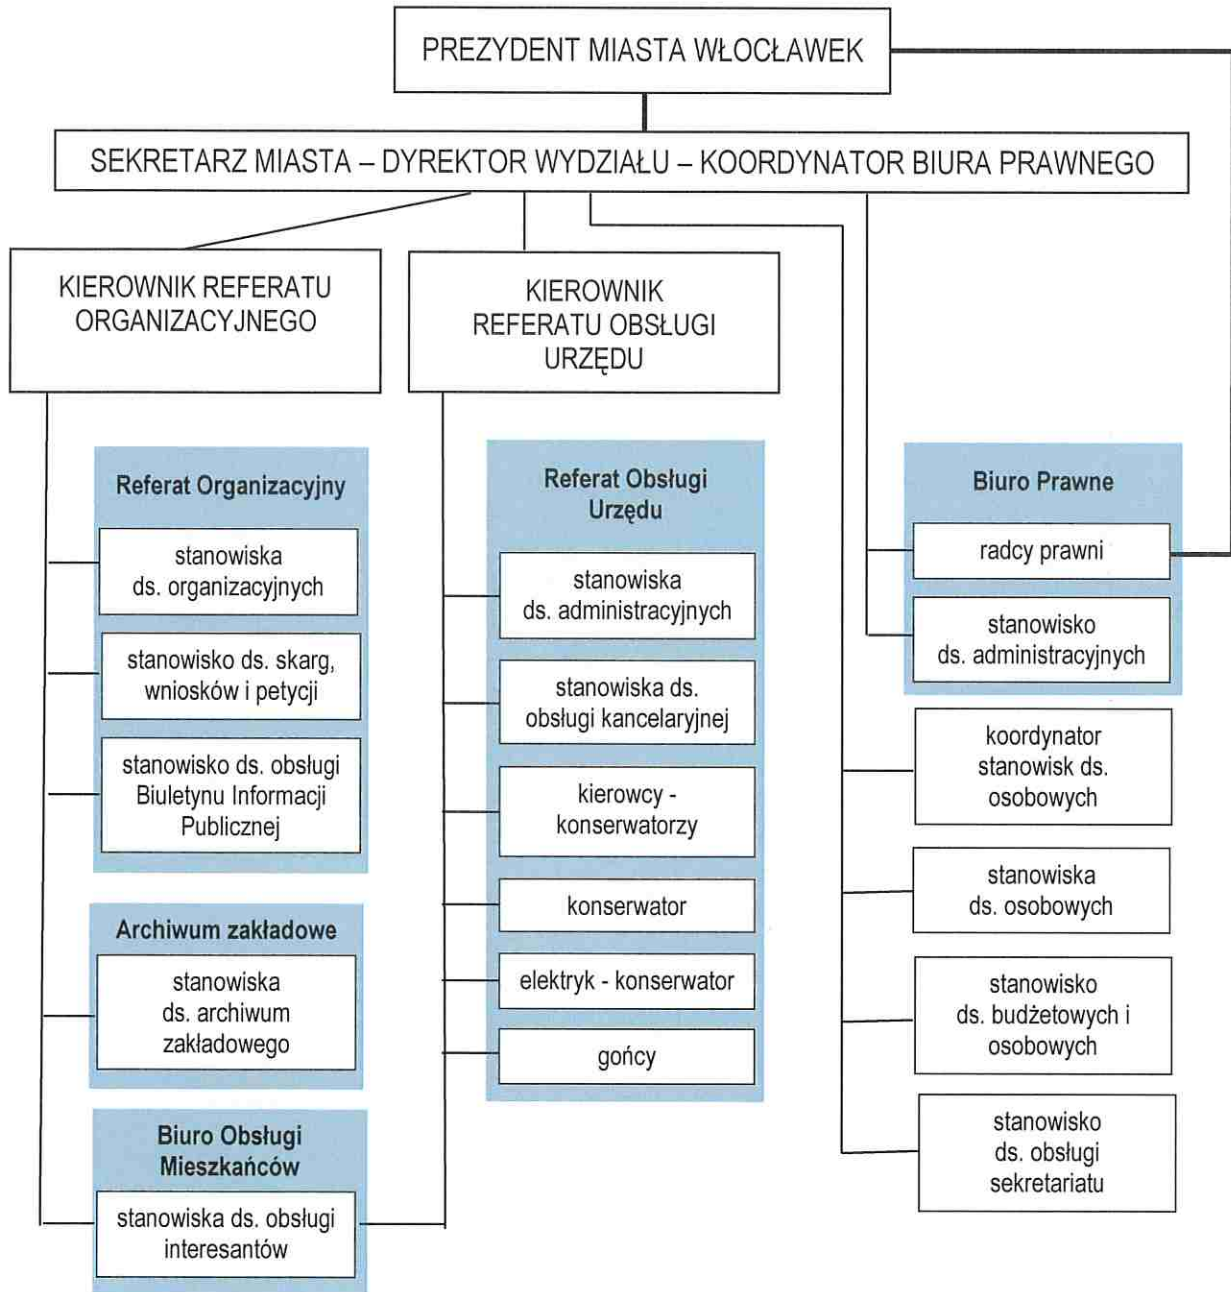 PREZYDENT MIASTA WŁOCŁAWEK
SEKRETARZ MIASTA – DYREKTOR WYDZIAŁU – KOORDYNATOR BIURA PRAWNEGO
KIEROWNIK REFERATU
ORGANIZACYJNEGO
KIEROWNIK
REFERATU OBSŁUGI
URZĘDU
Referat Organizacyjny
stanowiska
ds. organizacyjnych
stanowisko ds. skarg,
wniosków i petycji
stanowisko ds. obsługi
Biuletynu Informacji
Publicznej
Archiwum zakładowe
stanowiska
ds. archiwum
zakładowego
Biuro Obsługi
Mieszkańców
stanowiska ds. obsługi
interesantów
Referat Obsługi
Urzędu
stanowiska
ds. administracyjnych
stanowiska ds.
obsługi kancelaryjnej
kierowcy -
konserwatorzy
konserwator
elektryk - konserwator
gońcy
Biuro Prawne
radcy prawni
stanowisko
ds. administracyjnych
koordynator
stanowisk ds.
osobowych
stanowiska
ds. osobowych
stanowisko
ds. budżetowych i
osobowych
stanowisko
ds. obsługi
sekretariatu